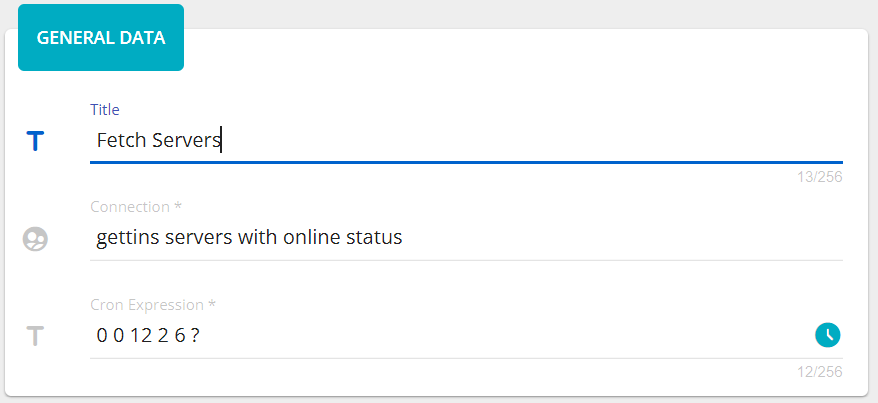 GENERAL DATA
Title
T
Fetch Servers
13/256
Connection *
gettins servers with online status
Cron Expression *
T
0 0 12 2 6 ?
12/256